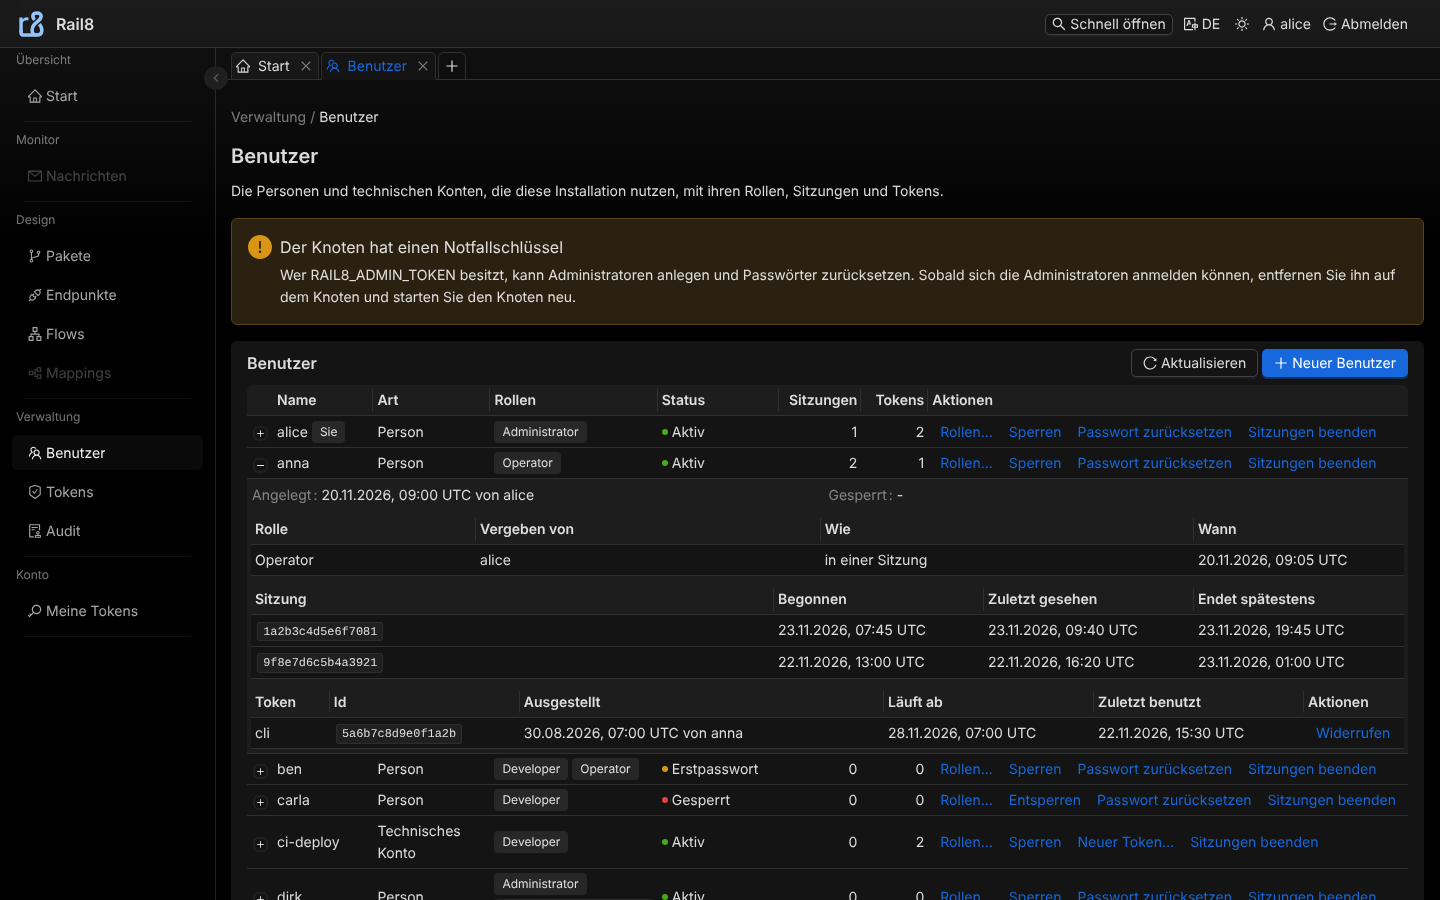 Rail8
Schnell öffnen
DE
alice
Abmelden
Übersicht
Start
Monitor
Nachrichten
Design
Pakete
Endpunkte
Flows
Mappings
Verwaltung
Benutzer
Tokens
Audit
Konto
Meine Tokens
Start
Benutzer
Verwaltung / Benutzer
Benutzer
Die Personen und technischen Konten, die diese Installation nutzen, mit ihren Rollen, Sitzungen und Tokens.
Der Knoten hat einen Notfallschlüssel
Wer RAIL8_ADMIN_TOKEN besitzt, kann Administratoren anlegen und Passwörter zurücksetzen. Sobald sich die Administratoren anmelden können, entfernen Sie ihn auf
dem Knoten und starten Sie den Knoten neu.
Benutzer
Aktualisieren
Neuer Benutzer
Name Art Rollen Status Sitzungen Tokens Aktionen
alice Sie Person Administrator Aktiv 1 2 Rollen... Sperren Passwort zurücksetzen Sitzungen beenden
anna Person Operator Aktiv 2 1 Rollen... Sperren Passwort zurücksetzen Sitzungen beenden
Angelegt: 20.11.2026, 09:00 UTC von alice Gesperrt: -
Rolle Vergeben von Wie Wann
Operator alice in einer Sitzung 20.11.2026, 09:05 UTC
Sitzung Begonnen Zuletzt gesehen Endet spätestens
1a2b3c4d5e6f7081 23.11.2026, 07:45 UTC 23.11.2026, 09:40 UTC 23.11.2026, 19:45 UTC
9f8e7d6c5b4a3921 22.11.2026, 13:00 UTC 22.11.2026, 16:20 UTC 23.11.2026, 01:00 UTC
Token Id Ausgestellt Läuft ab Zuletzt benutzt Aktionen
cli 5a6b7c8d9e0f1a2b 30.08.2026, 07:00 UTC von anna 28.11.2026, 07:00 UTC 22.11.2026, 15:30 UTC Widerrufen
ben Person Developer Operator Erstpasswort 0 0 Rollen... Sperren Passwort zurücksetzen Sitzungen beenden
carla Person Developer Gesperrt 0 0 Rollen... Entsperren Passwort zurücksetzen Sitzungen beenden
ci-deploy Technisches Konto Developer Aktiv 0 2 Rollen... Sperren Neuer Token... Sitzungen beenden
dirk Person Administrator Aktiv 0 0 Rollen... Sperren Passwort zurücksetzen Sitzungen beenden